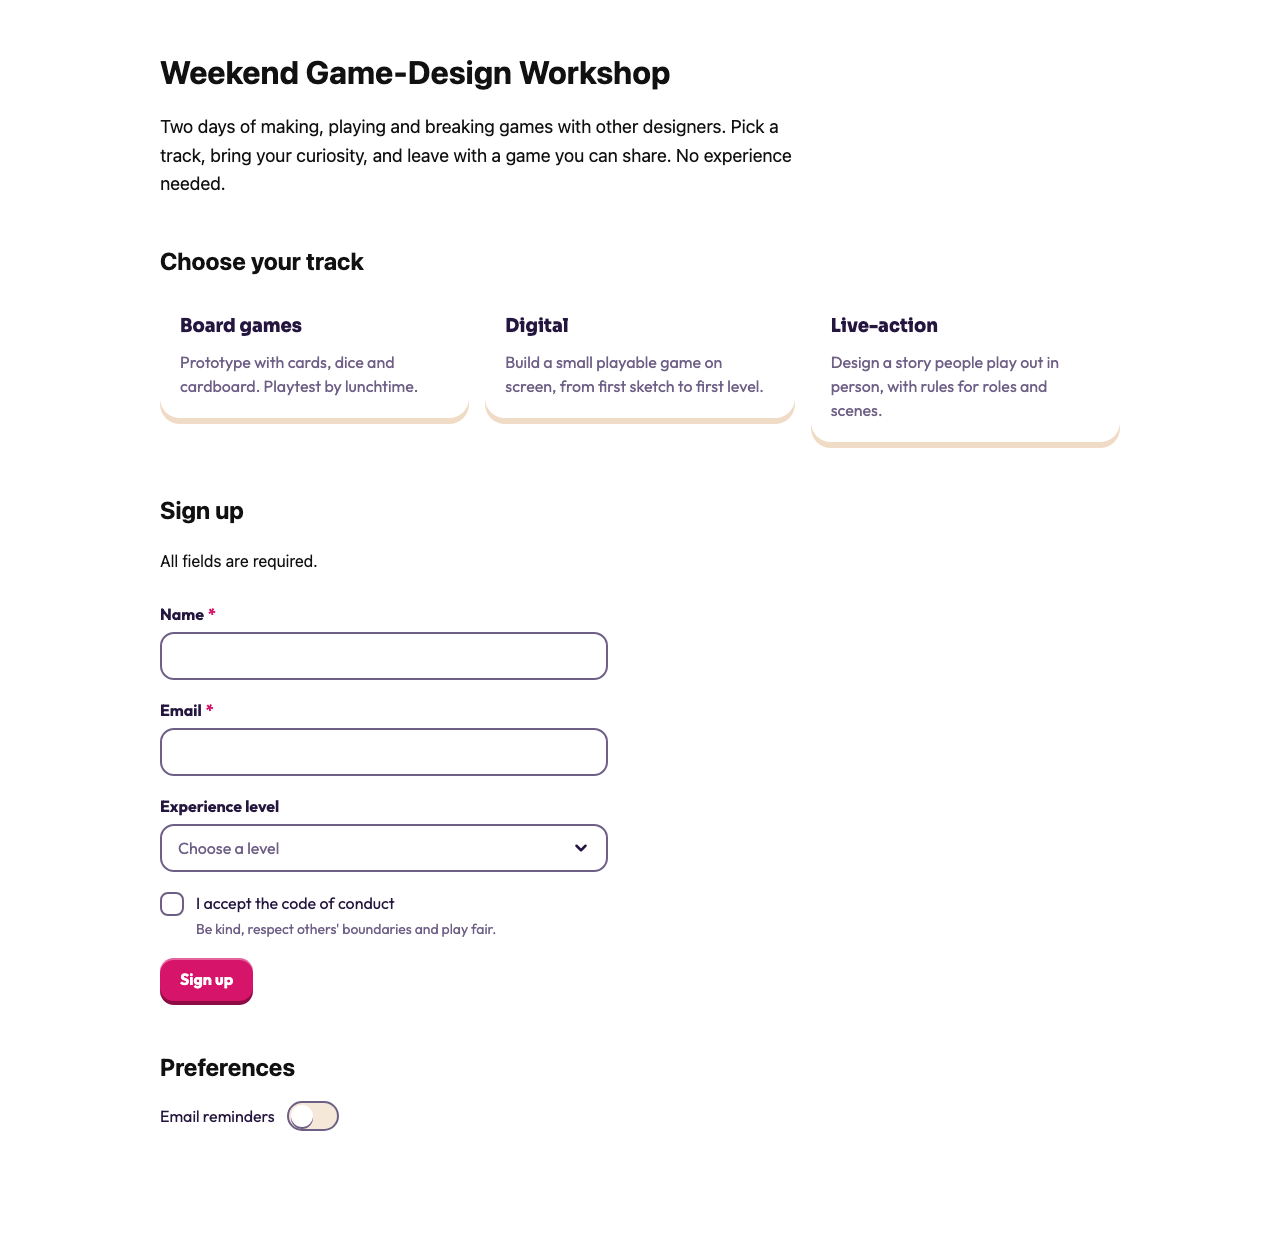 Weekend Game-Design Workshop
Two days of making, playing and breaking games with other designers. Pick a
track, bring your curiosity, and leave with a game you can share. No experience
needed.
Choose your track
Board games
Prototype with cards, dice and
cardboard. Playtest by lunchtime.
Digital
Build a small playable game on
screen, from first sketch to first level.
Live-action
Design a story people play out in
person, with rules for roles and
scenes.
Sign up
All fields are required.
Name *
Email *
Experience level
Choose a level
I accept the code of conduct
Be kind, respect others' boundaries and play fair.
Sign up
Preferences
Email reminders